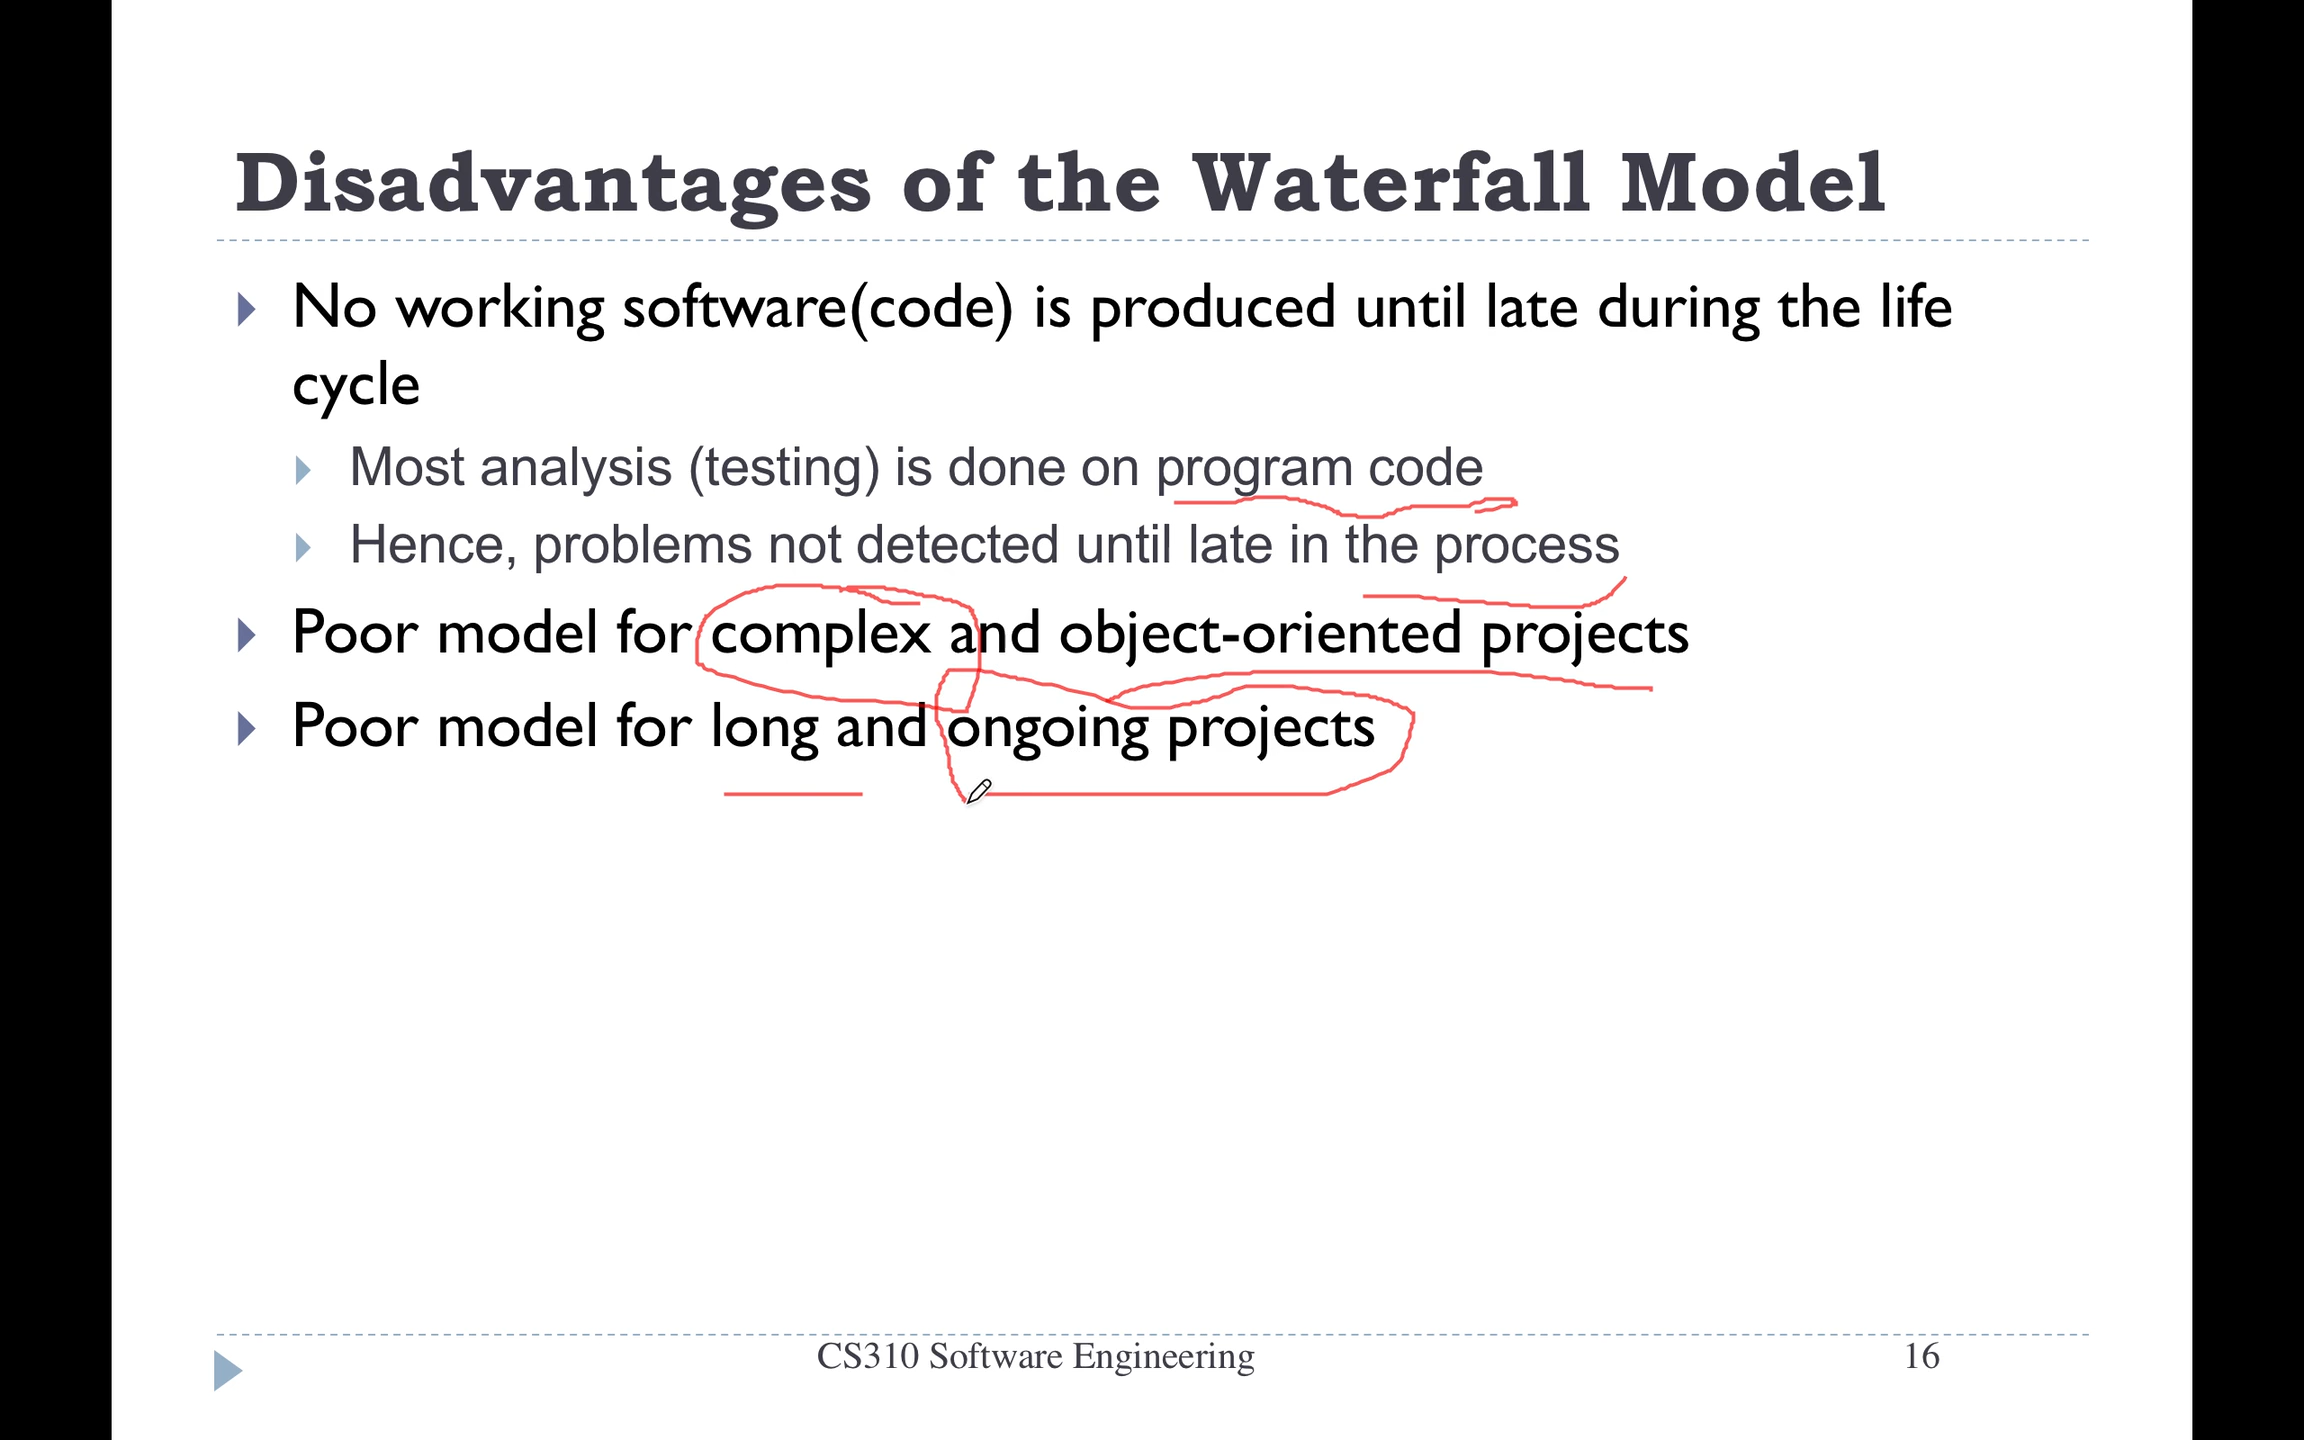 Disadvantages of the Waterfall Model
No working software(code) is produced until late during the life
cycle
Most analysis (testing) is done on program code
Hence, problems not detected until late in the process
Poor model for complex and object-oriented projects
Poor model for long and ongoing projects
CS310 Software Engineering
16